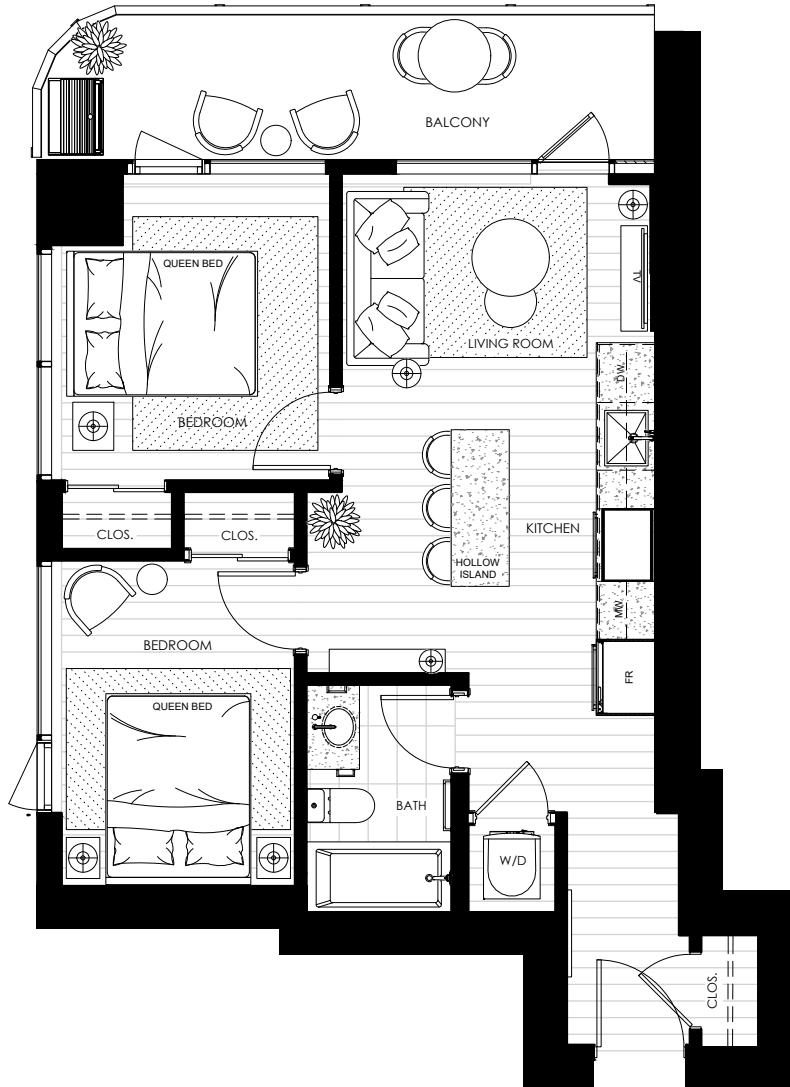 BALCONY
QUEEN BED
TV
LIVING ROOM
DW.
BEDROOM
CLOS.
CLOS.
KITCHEN
HOLLOW
ISLAND
MW.
BEDROOM
FR
QUEEN BED
BATH
W/D
CLOS.